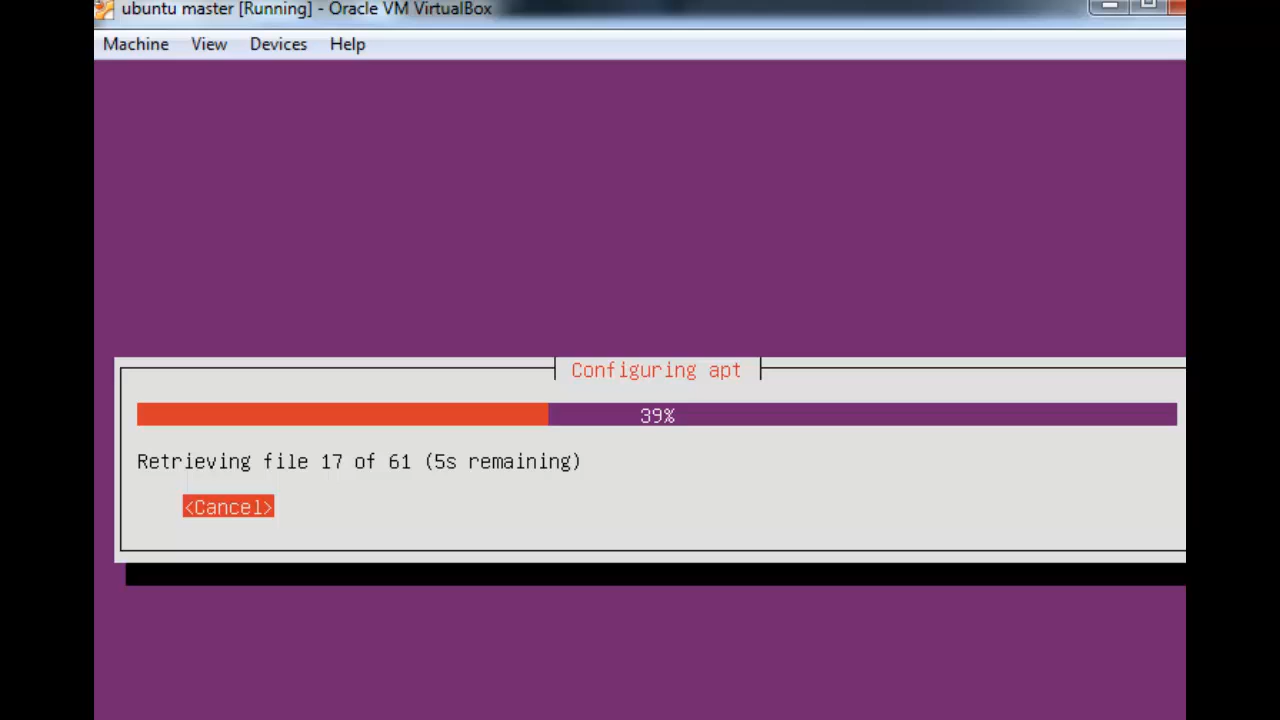 ubuntu master [Running] - Oracle VM VirtualBox
Machine View Devices Help
Configuring apt
39%
Retrieving file 17 of 61 (5s remaining)
<Cancel>